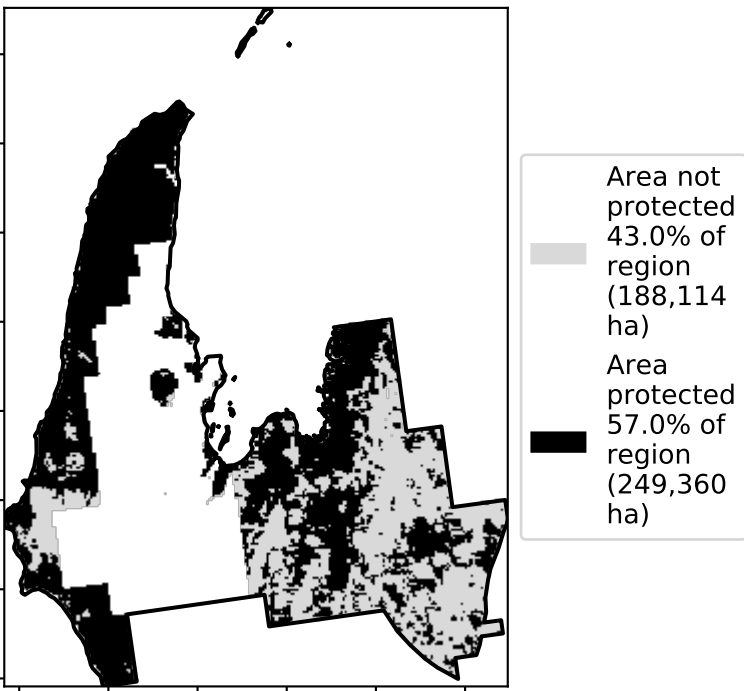 Area not
protected
43.0% of
region
(188,114
ha)
Area
protected
57.0% of
region
(249,360
ha)